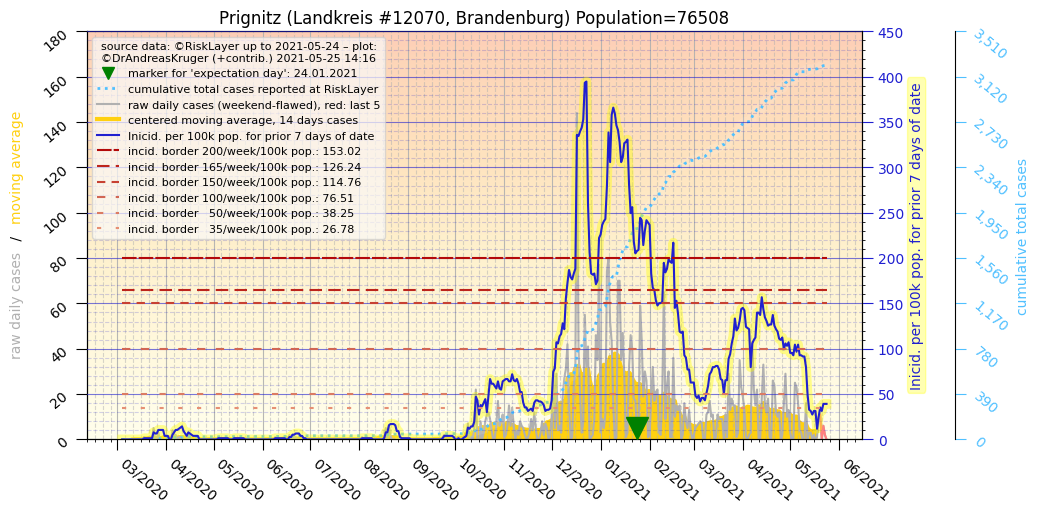 Prignitz (Landkreis #12070, Brandenburg) Population=76508
source data: ©RiskLayer up to 2021-05-24 – plot:
©DrAndreasKruger (+contrib.) 2021-05-25 14:16
marker for 'expectation day': 24.01.2021
cumulative total cases reported at RiskLayer
raw daily cases (weekend-flawed), red: last 5
centered moving average, 14 days cases
Inicid. per 100k pop. for prior 7 days of date
incid. border 200/week/100k pop.: 153.02
incid. border 165/week/100k pop.: 126.24
incid. border 150/week/100k pop.: 114.76
incid. border 100/week/100k pop.: 76.51
incid. border 50/week/100k pop.: 38.25
incid. border 35/week/100k pop.: 26.78
raw daily cases / moving average
180
160
140
120
100
80
60
40
20
0
450
400
350
300
250
200
150
100
50
0
Inicid. per 100k pop. for prior 7 days of date
3,510
3,120
2,730
2,340
1,950
1,560
1,170
780
390
0
cumulative total cases
03/2020
04/2020
05/2020
06/2020
07/2020
08/2020
09/2020
10/2020
11/2020
12/2020
01/2021
02/2021
03/2021
04/2021
05/2021
06/2021